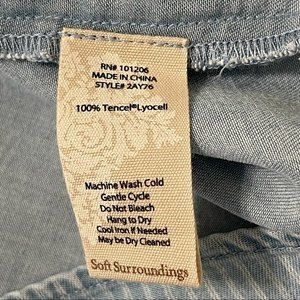 RN# 101206
MADE IN CHINA
STYLE# 2AY76
100% Tencel®Lyocell
Machine Wash Cold
Gentle Cycle
Do Not Bleach
Hang to Dry
Cool Iron if Needed
May be Dry Cleaned
Soft Surroundings